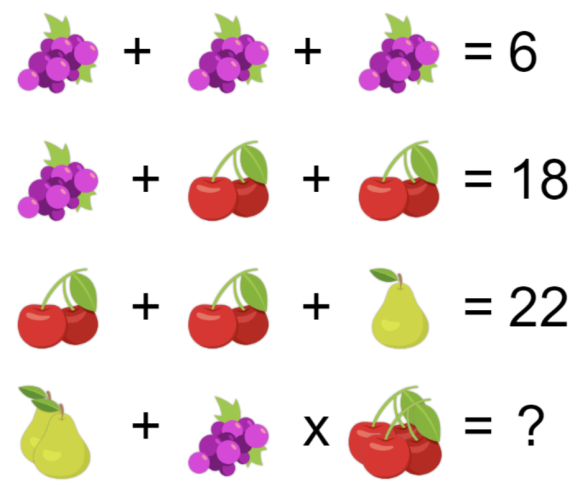 + + = 6
+ + = 18
+ + = 22
+ x = ?